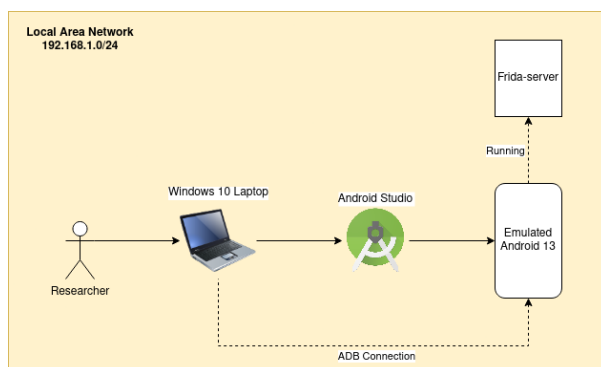 Local Area Network
192.168.1.0/24
Frida-server
Running
Windows 10 Laptop
Android Studio
Emulated
Android 13
Researcher
ADB Connection